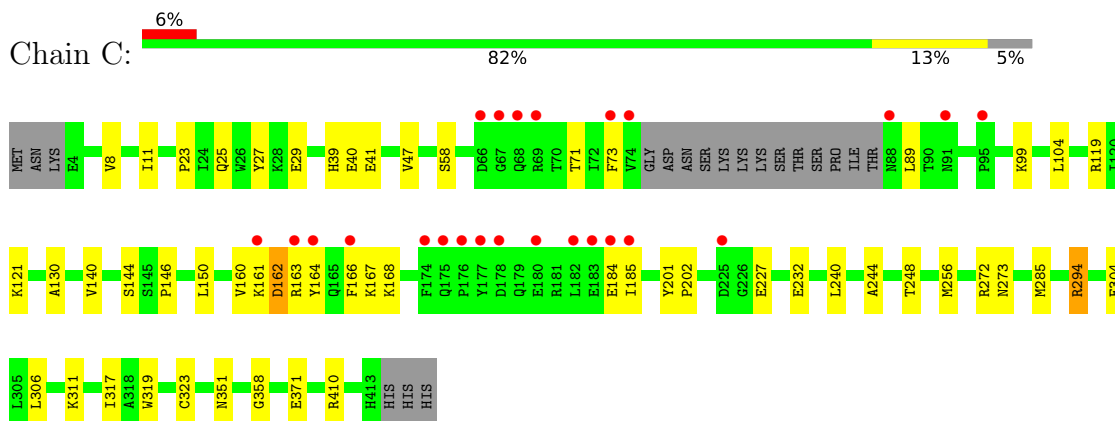 6%
Chain C:
82% 13% 5%
MET ASN LYS E4 V8 I11 P23 I24 Q25 W26 Y27 K28 E29 H39 E40 E41 V47 S58 D66 G67 Q68 R69 T70 T71 I72 F73 V74 GLY ASP ASN SER LYS LYS LYS SER THR SER PRO ILE THR N88 L89 T90 N91 P95 K99 L104 R119 I120
K121 A130 V140 S144 S145 P146 L150 V160 K161 D162 R163 Y164 Q165 F166 K167 K168 F174 Q175 P176 Y177 D178 Q179 E180 R181 L182 E183 E184 I185 Y201 P202 D225 G226 E227 E232 L240 A244 T248 M256 R272 N273 M285 R294 E304
L305 L306 K311 I317 A318 W319 C323 N351 G358 E371 R410 H413 HIS HIS HIS